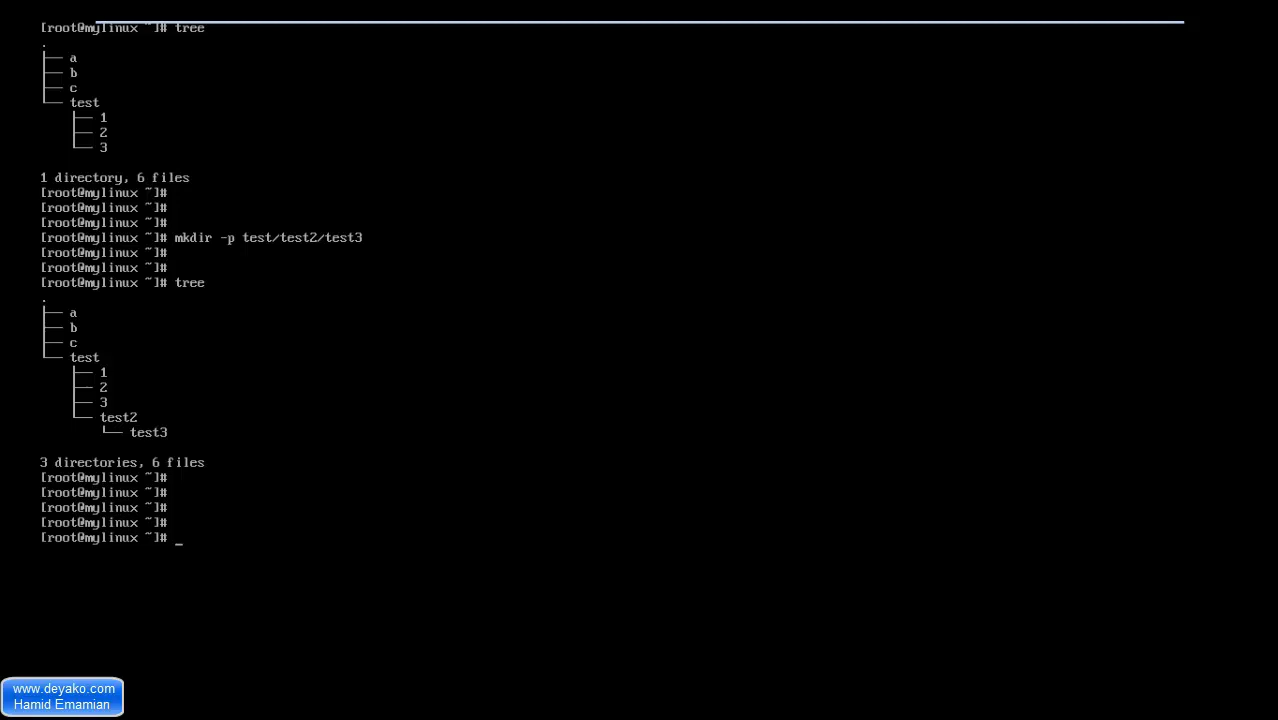 [root@mylinux ~]# tree
.
├── a
├── b
├── c
└── test
    ├── 1
    ├── 2
    └── 3
1 directory, 6 files
[root@mylinux ~]#
[root@mylinux ~]#
[root@mylinux ~]#
[root@mylinux ~]# mkdir -p test/test2/test3
[root@mylinux ~]#
[root@mylinux ~]#
[root@mylinux ~]# tree
.
├── a
├── b
├── c
└── test
    ├── 1
    ├── 2
    ├── 3
    └── test2
        └── test3
3 directories, 6 files
[root@mylinux ~]#
[root@mylinux ~]#
[root@mylinux ~]#
[root@mylinux ~]#
[root@mylinux ~]# _
www.deyako.com
Hamid Emamian